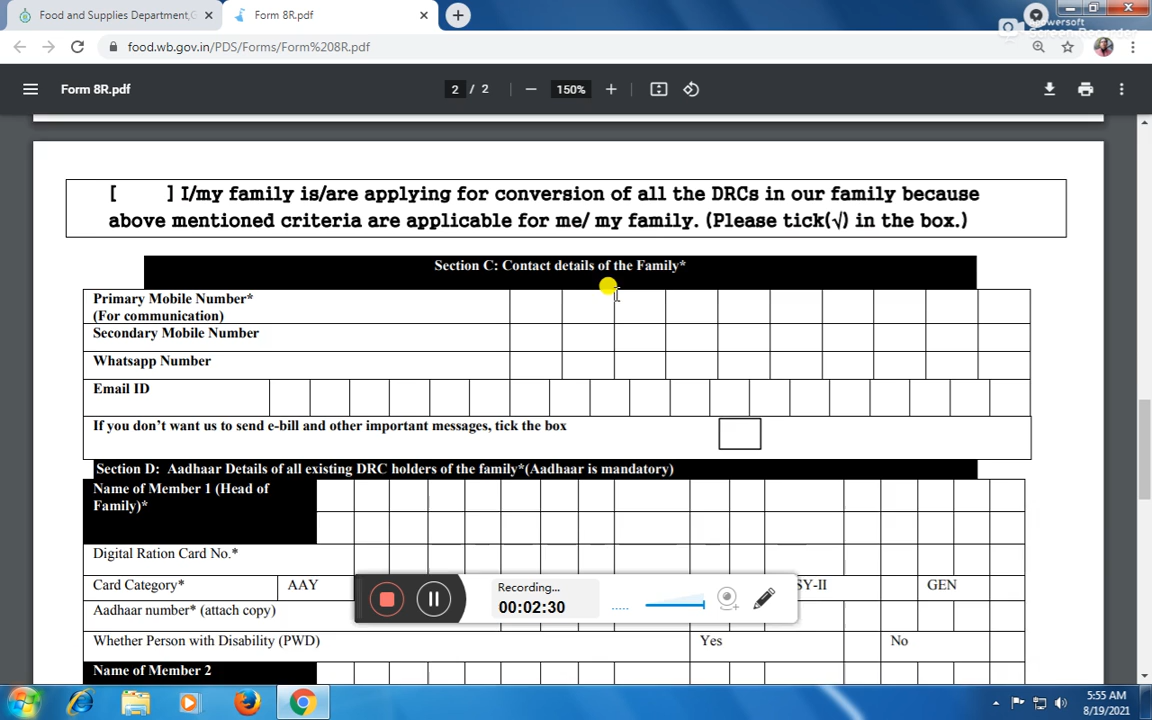 Food and Supplies Department,G
Form 8R.pdf
Apowersoft
Screen Recorder
food.wb.gov.in/PDS/Forms/Form%208R.pdf
Form 8R.pdf
2 / 2
150%
[ ] I/my family is/are applying for conversion of all the DRCs in our family because
above mentioned criteria are applicable for me/ my family. (Please tick(√) in the box.)
Section C: Contact details of the Family*
Primary Mobile Number*
(For communication)
Secondary Mobile Number
Whatsapp Number
Email ID
If you don't want us to send e-bill and other important messages, tick the box
Section D: Aadhaar Details of all existing DRC holders of the family*(Aadhaar is mandatory)
Name of Member 1 (Head of
Family)*
Digital Ration Card No.*
Card Category* AAY SY-II GEN
Recording...
00:02:30
Aadhaar number* (attach copy)
Whether Person with Disability (PWD) Yes No
Name of Member 2
5:55 AM
8/19/2021